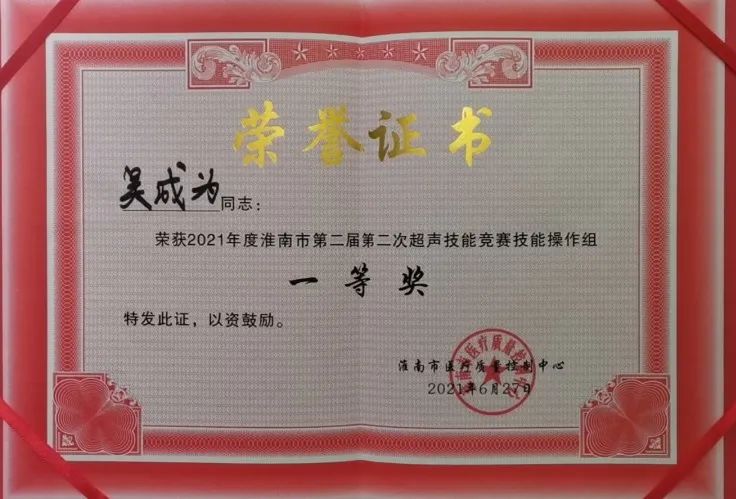 荣誉证书
吴成为同志：
荣获2021年度淮南市第二届第二次超声技能竞赛技能操作组
一等奖
特发此证，以资鼓励。
淮南市医疗质量控制中心
2021年6月27日